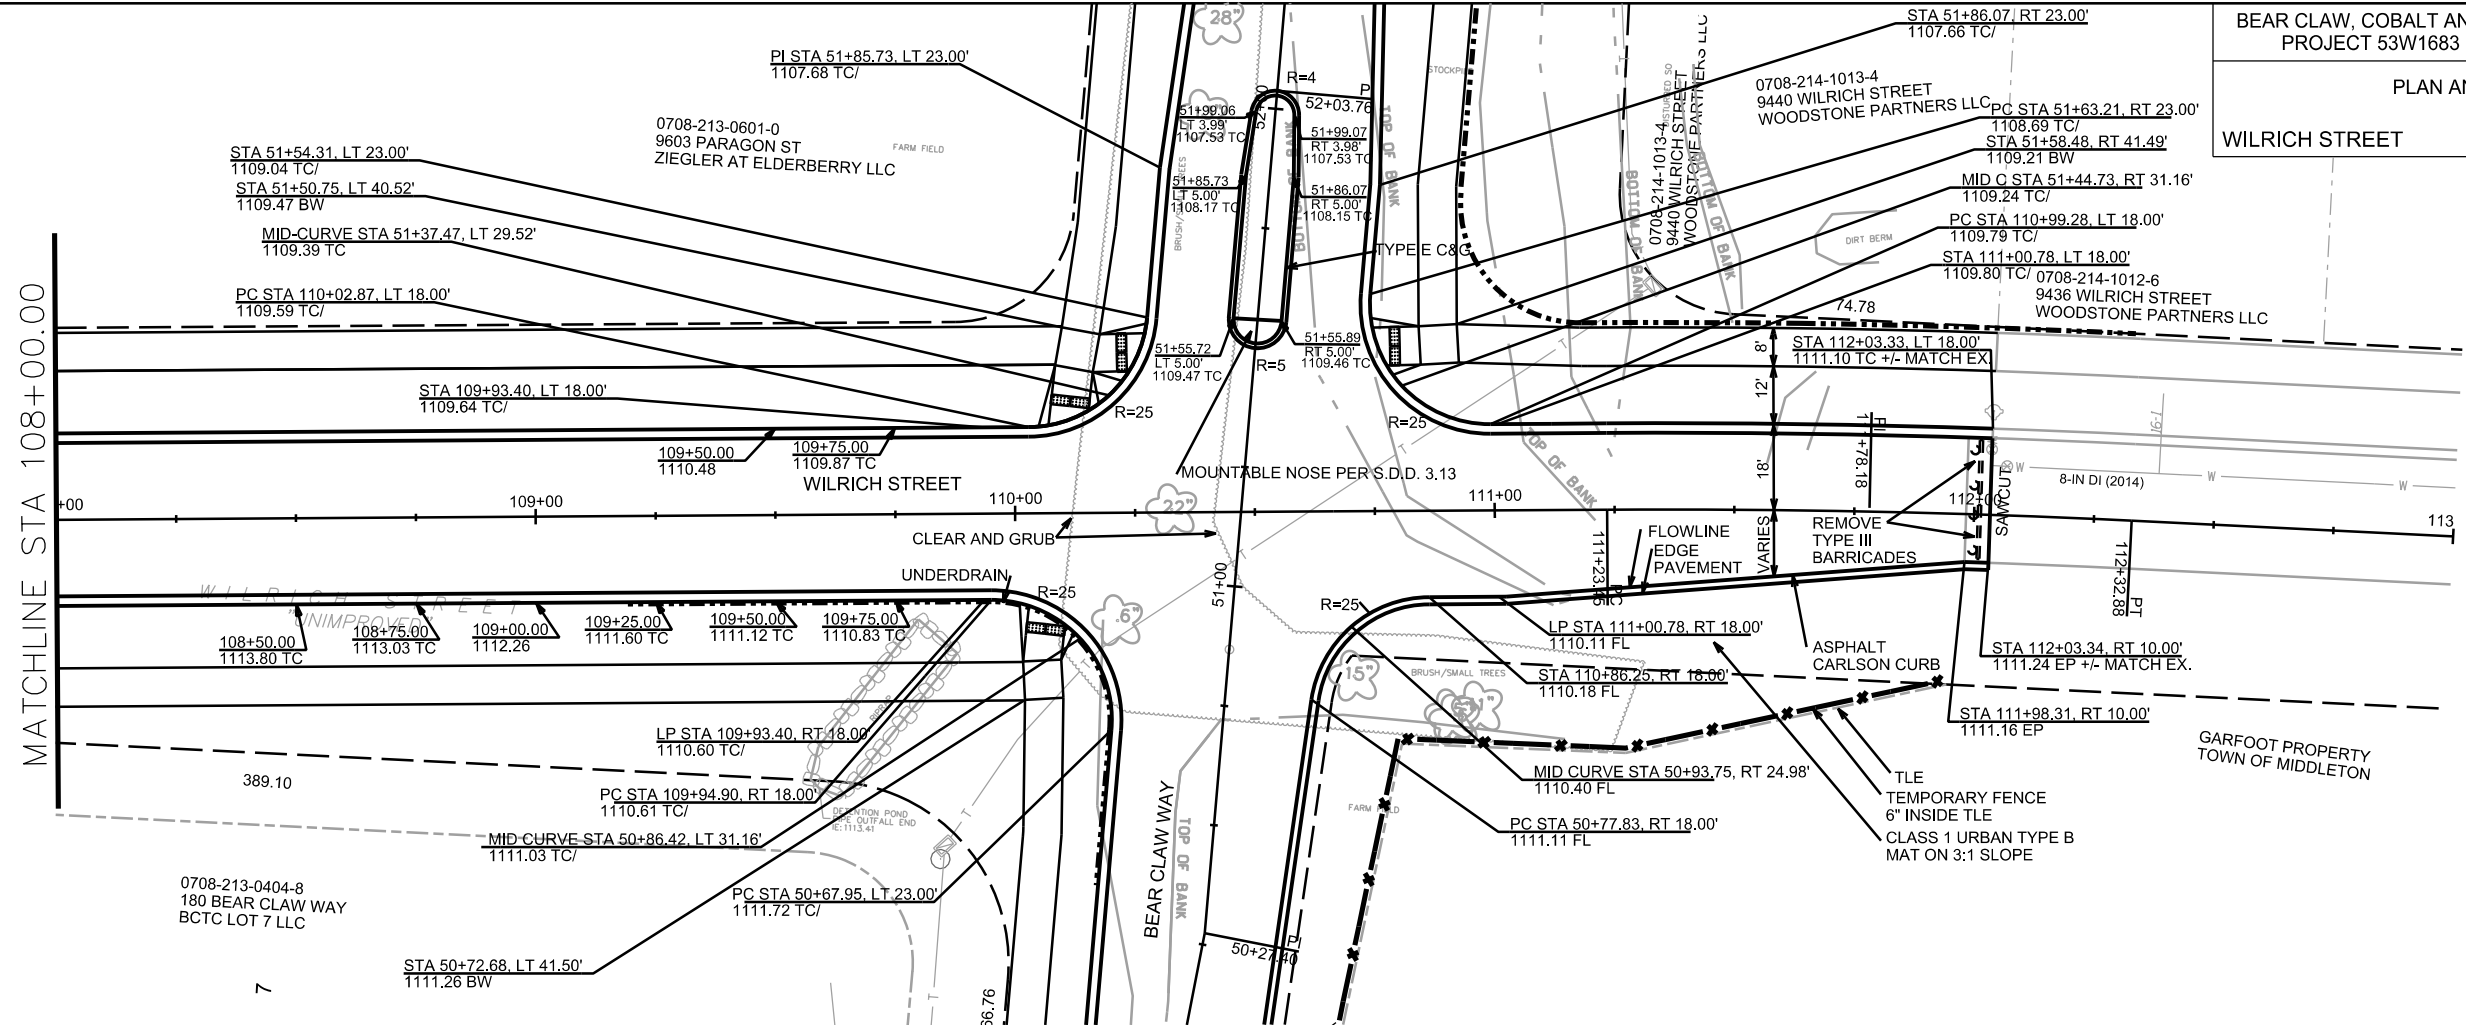 BEAR CLAW, COBALT AN
PROJECT 53W1683
PLAN AN
WILRICH STREET
28"
STA 51+86.07, RT 23.00'
1107.66 TC/
PI STA 51+85.73, LT 23.00'
1107.68 TC/
STOCKPI
R=4
52+03.76
52+00
0708-214-1013-4
9440 WILRICH STREET
WOODSTONE PARTNERS LLC
0708-214-1013-4
9440 WILRICH STREET
WOODSTONE PARTNERS LLC
DISTURBED SO
PC STA 51+63.21, RT 23.00'
1108.69 TC/
0708-213-0601-0
9603 PARAGON ST
ZIEGLER AT ELDERBERRY LLC
FARM FIELD
51+99.06
LT 3.99'
1107.53 TC
51+99.07
RT 3.98'
1107.53 TC
STA 51+54.31, LT 23.00'
1109.04 TC/
STA 51+58.48, RT 41.49'
1109.21 BW
STA 51+50.75, LT 40.52'
1109.47 BW
51+85.73
LT 5.00'
1108.17 TC
51+86.07
RT 5.00'
1108.15 TC
MID C STA 51+44.73, RT 31.16'
1109.24 TC/
MID-CURVE STA 51+37.47, LT 29.52'
1109.39 TC
TOP OF BANK
BOTTOM OF BANK
BOTTOM OF BANK
PC STA 110+99.28, LT 18.00'
1109.79 TC/
DIRT BERM
TYPE E C&G
STA 111+00.78, LT 18.00'
1109.80 TC/
0708-214-1012-6
9436 WILRICH STREET
WOODSTONE PARTNERS LLC
PC STA 110+02.87, LT 18.00'
1109.59 TC/
74.78
51+55.72
LT 5.00'
1109.47 TC
51+55.89
RT 5.00'
1109.46 TC
R=5
8'
STA 112+03.33, LT 18.00'
1111.10 TC +/- MATCH EX.
STA 109+93.40, LT 18.00'
1109.64 TC/
12'
R=25
R=25
MATCHLINE STA 108+00.00
109+50.00
1110.48
109+75.00
1109.87 TC
WILRICH STREET
MOUNTABLE NOSE PER S.D.D. 3.13
TOP OF BANK
18'
PI
111+78.18
8-IN DI (2014)
W
W
W
+00
109+00
110+00
22"
111+00
112+00
113
SAWCUT
CLEAR AND GRUB
FLOWLINE
EDGE
PAVEMENT
VARIES
REMOVE
TYPE III
BARRICADES
UNDERDRAIN
R=25
51+00
111+23.45
PC
112+32.88
PT
WILRICH STREET
"UNIMPROVED"
R=25
108+50.00
1113.80 TC
108+75.00
1113.03 TC
109+00.00
1112.26
109+25.00
1111.60 TC
109+50.00
1111.12 TC
109+75.00
1110.83 TC
LP STA 111+00.78, RT 18.00'
1110.11 FL
ASPHALT
CARLSON CURB
STA 112+03.34, RT 10.00'
1111.24 EP +/- MATCH EX.
15"
BRUSH/SMALL TREES
STA 110+86.25, RT 18.00'
1110.18 FL
STA 111+98.31, RT 10.00'
1111.16 EP
LP STA 109+93.40, RT 18.00'
1110.60 TC/
GARFOOT PROPERTY
TOWN OF MIDDLETON
389.10
MID CURVE STA 50+93.75, RT 24.98'
1110.40 FL
TLE
TEMPORARY FENCE
6" INSIDE TLE
PC STA 109+94.90, RT 18.00'
1110.61 TC/
DETENTION POND
PIPE OUTFALL END
IE:1113.41
FARM FIELD
PC STA 50+77.83, RT 18.00'
1111.11 FL
CLASS 1 URBAN TYPE B
MAT ON 3:1 SLOPE
MID CURVE STA 50+86.42, LT 31.16'
1111.03 TC/
TOP OF BANK
BEAR CLAW WAY
0708-213-0404-8
180 BEAR CLAW WAY
BCTC LOT 7 LLC
PC STA 50+67.95, LT 23.00'
1111.72 TC/
PI
50+27.40
STA 50+72.68, LT 41.50'
1111.26 BW
7
66.76